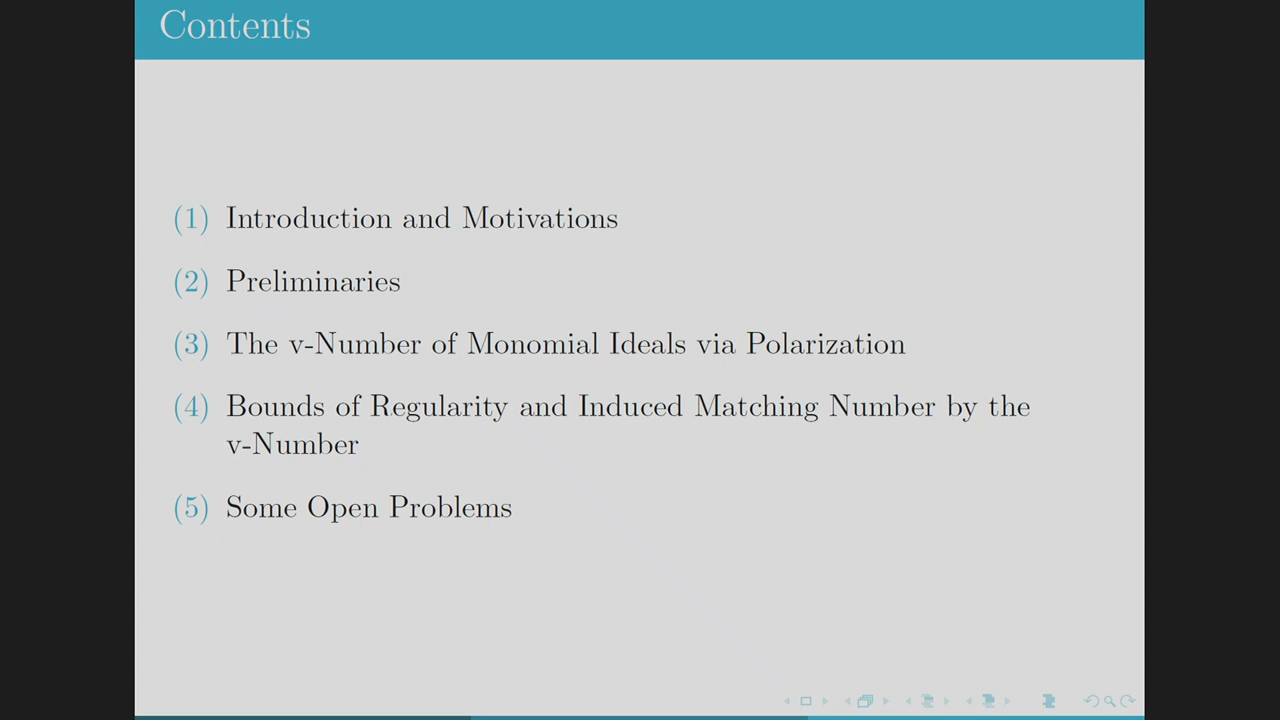 Contents
(1) Introduction and Motivations
(2) Preliminaries
(3) The v-Number of Monomial Ideals via Polarization
(4) Bounds of Regularity and Induced Matching Number by the
v-Number
(5) Some Open Problems